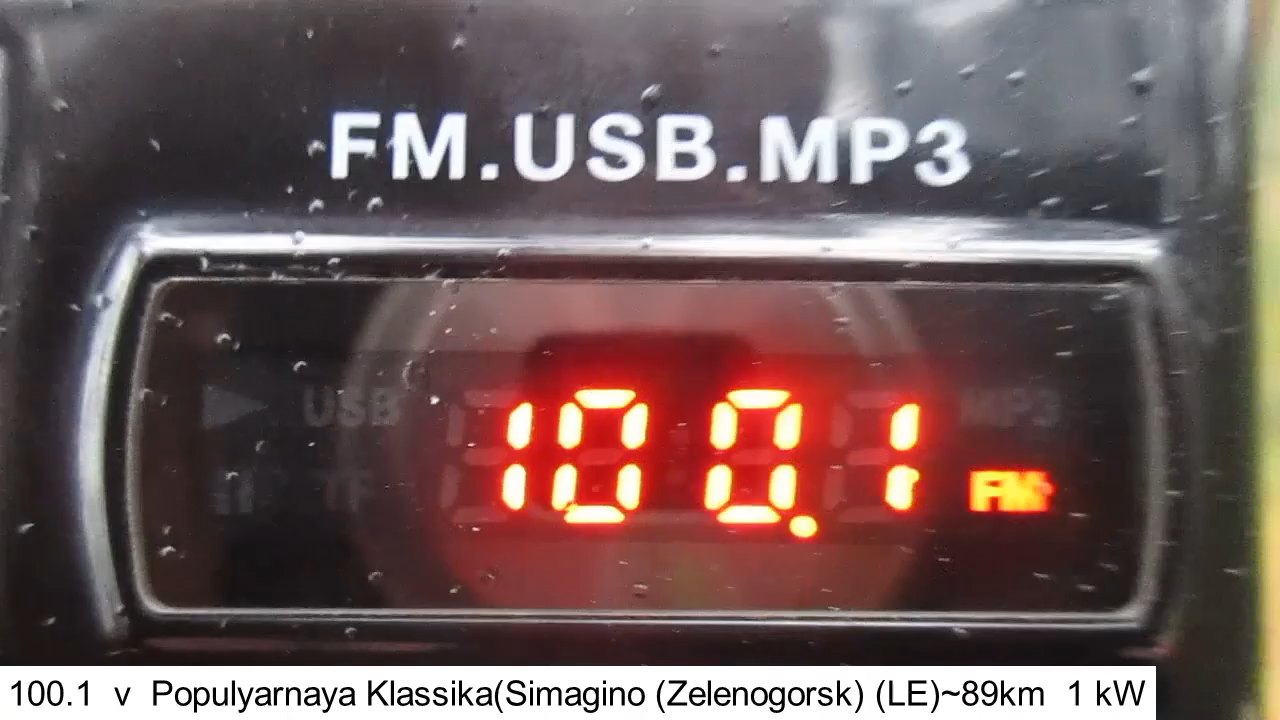 FM.USB.MP3
USB 100.1 MP3
TF FM
100.1 v Populyarnaya Klassika(Simagino (Zelenogorsk) (LE)~89km 1 kW